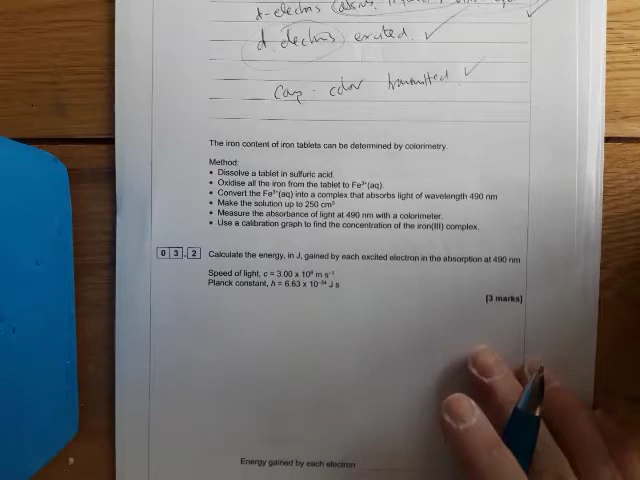 d-electrons
d. electrons excited.
comp. color transmitted
The iron content of iron tablets can be determined by colorimetry.
Method:
• Dissolve a tablet in sulfuric acid.
• Oxidise all the iron from the tablet to Fe³⁺(aq).
• Convert the Fe³⁺(aq) into a complex that absorbs light of wavelength 490 nm
• Make the solution up to 250 cm³
• Measure the absorbance of light at 490 nm with a colorimeter.
• Use a calibration graph to find the concentration of the iron(III) complex.
0 3 . 2 Calculate the energy, in J, gained by each excited electron in the absorption at 490 nm
Speed of light, c = 3.00 x 10⁸ m s⁻¹
Planck constant, h = 6.63 x 10⁻³⁴ J s
[3 marks]
Energy gained by each electron